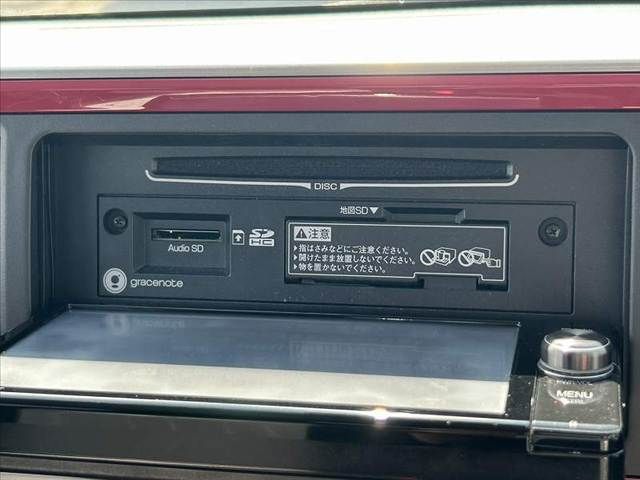 DISC
地図SD▼
Audio SD
SD
HC
gracenote
注意
▶指はさみなどにご注意ください。
▶開けたまま放置しないでください。
▶物を置かないでください。
MENU